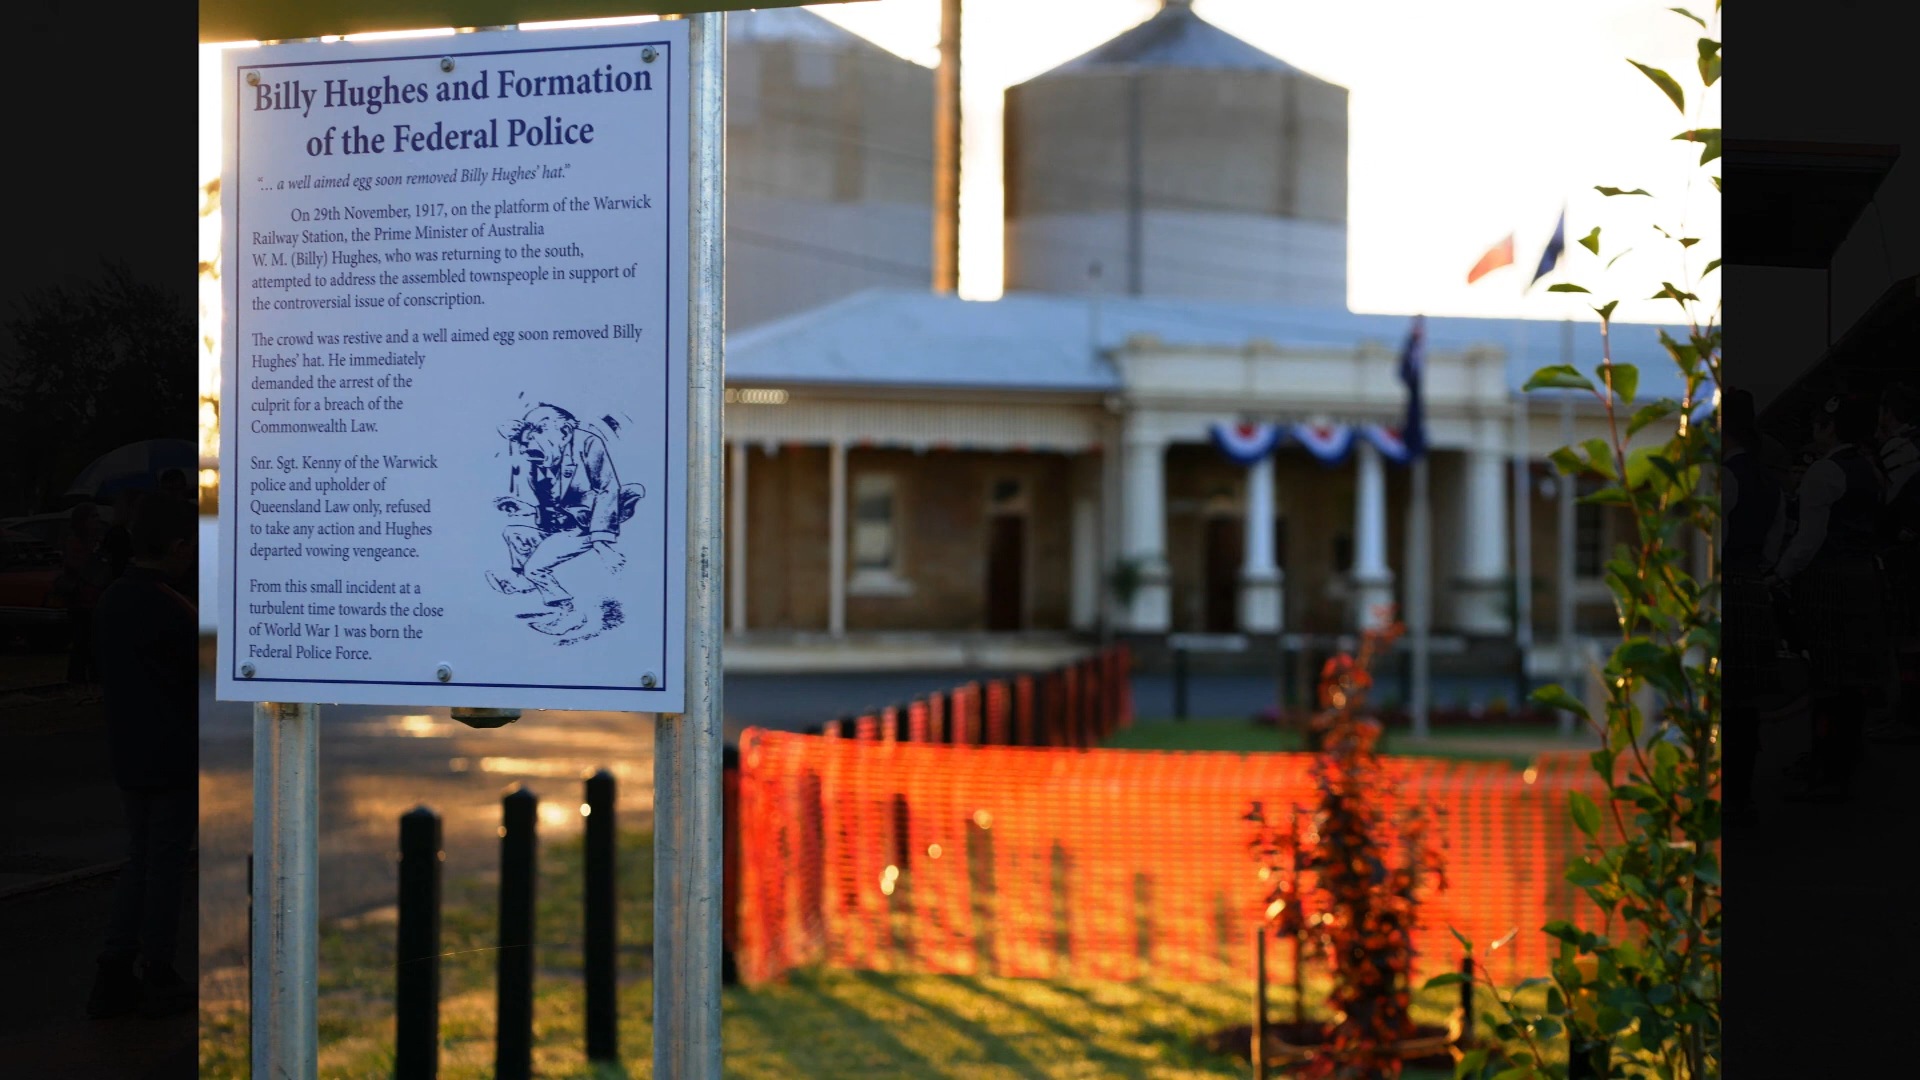 Billy Hughes and Formation
of the Federal Police
“... a well aimed egg soon removed Billy Hughes’ hat.”
On 29th November, 1917, on the platform of the Warwick
Railway Station, the Prime Minister of Australia
W. M. (Billy) Hughes, who was returning to the south,
attempted to address the assembled townspeople in support of
the controversial issue of conscription.
The crowd was restive and a well aimed egg soon removed Billy
Hughes’ hat. He immediately
demanded the arrest of the
culprit for a breach of the
Commonwealth Law.
Snr. Sgt. Kenny of the Warwick
police and upholder of
Queensland Law only, refused
to take any action and Hughes
departed vowing vengeance.
From this small incident at a
turbulent time towards the close
of World War 1 was born the
Federal Police Force.